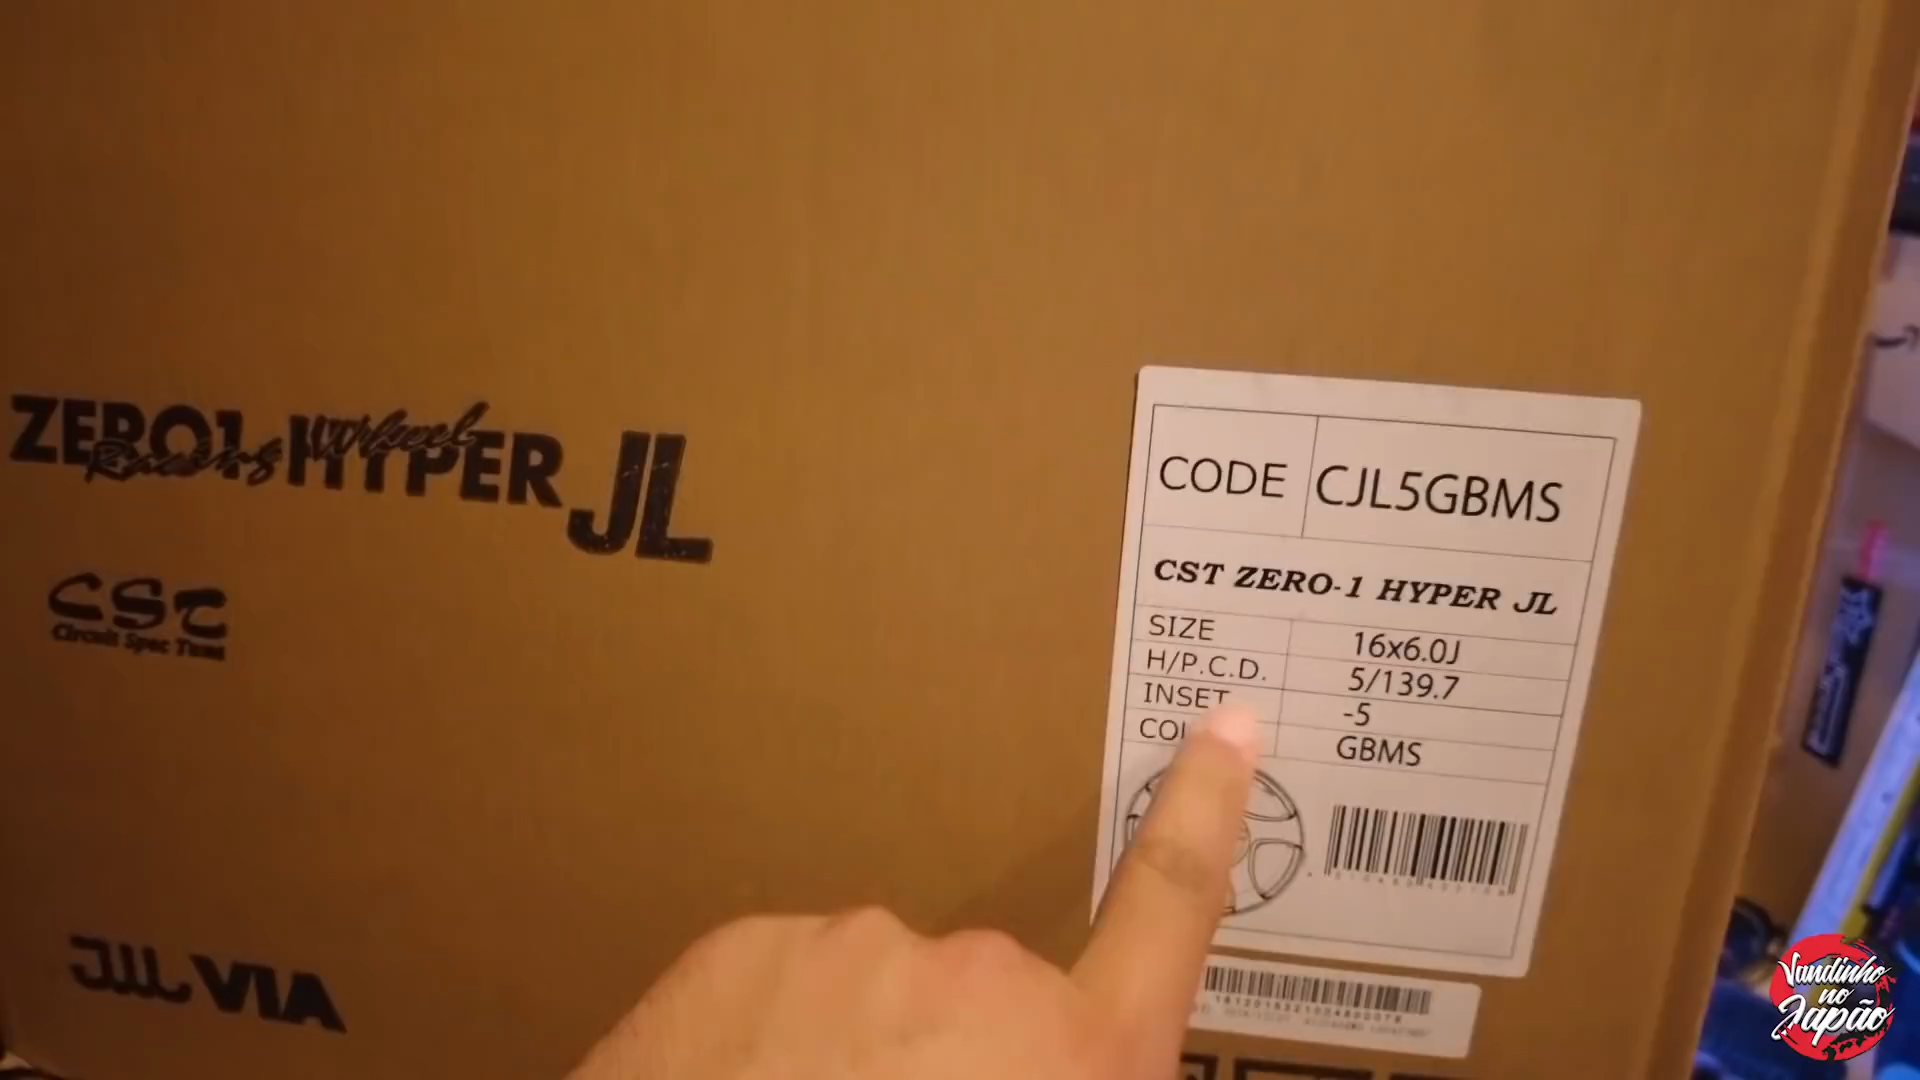 ZERO1 HYPER JL
Racing Wheel
CST
Circuit Spec Tune
JWL VIA
CODE CJL5GBMS
CST ZERO-1 HYPER JL
SIZE 16x6.0J
H/P.C.D. 5/139.7
INSET -5
GBMS
Vandinho
no
Japão